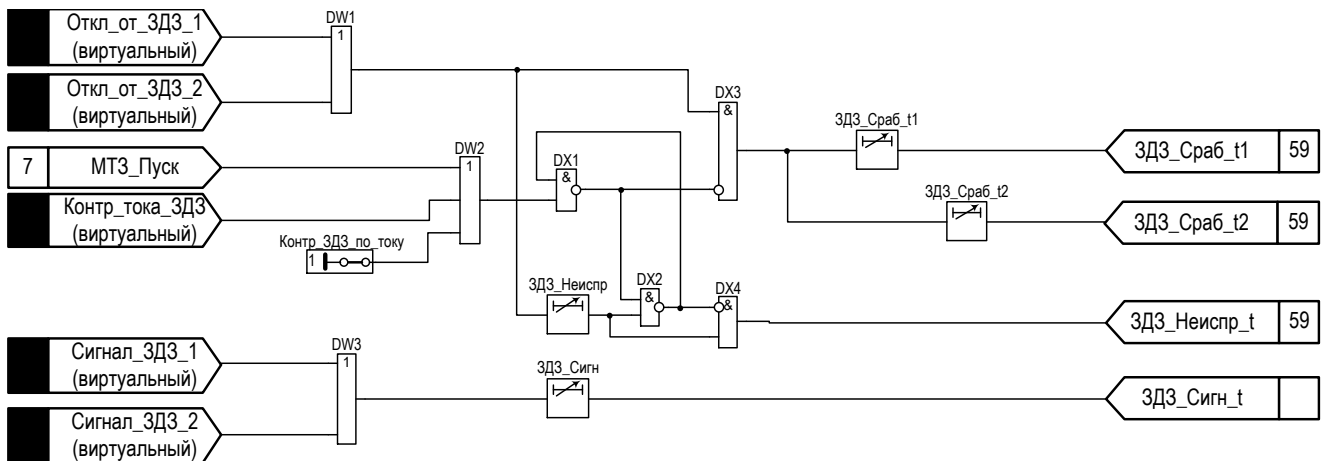 Откл_от_ЗДЗ_1
(виртуальный)
DW1
1
Откл_от_ЗДЗ_2
(виртуальный)
DX3
&
7
МТЗ_Пуск
DW2
1
DX1
&
ЗДЗ_Сраб_t1
ЗДЗ_Сраб_t1
59
Контр_тока_ЗДЗ
(виртуальный)
ЗДЗ_Сраб_t2
ЗДЗ_Сраб_t2
59
Контр_ЗДЗ_по_току
1
ЗДЗ_Неиспр
DX2
&
DX4
&
ЗДЗ_Неиспр_t
59
Сигнал_ЗДЗ_1
(виртуальный)
DW3
1
ЗДЗ_Сигн
ЗДЗ_Сигн_t
Сигнал_ЗДЗ_2
(виртуальный)